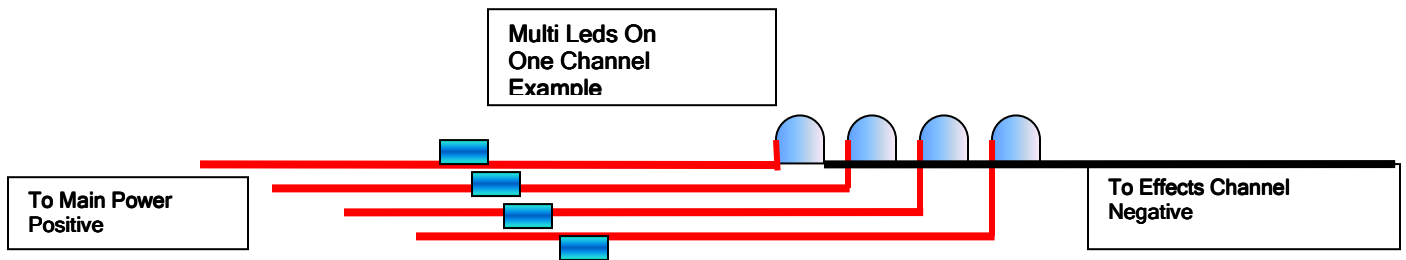 Multi Leds On
One Channel
Example
To Main Power
Positive
To Effects Channel
Negative